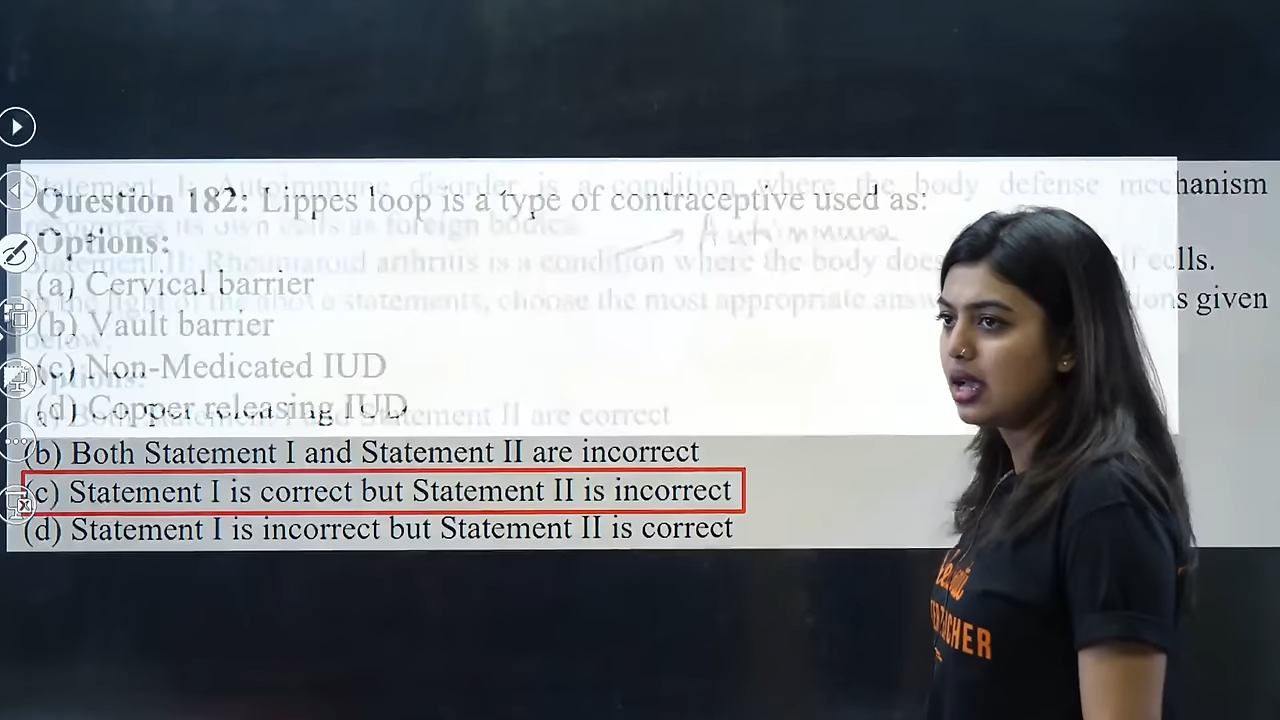 Question 182: Lippes loop is a type of contraceptive used as:
Options:
(a) Cervical barrier
(b) Vault barrier
(c) Non-Medicated IUD
(d) Copper releasing IUD
Statement I: Autoimmune disorder is a condition where the body defense mechanism
recognizes its own cells as foreign bodies.
Autoimmune
Statement II: Rheumatoid arthritis is a condition where the body does self cells.
In the light of the above statements, choose the most appropriate given
below:
Options:
(a) Both Statement I and Statement II are correct
(b) Both Statement I and Statement II are incorrect
(c) Statement I is correct but Statement II is incorrect
(d) Statement I is incorrect but Statement II is correct